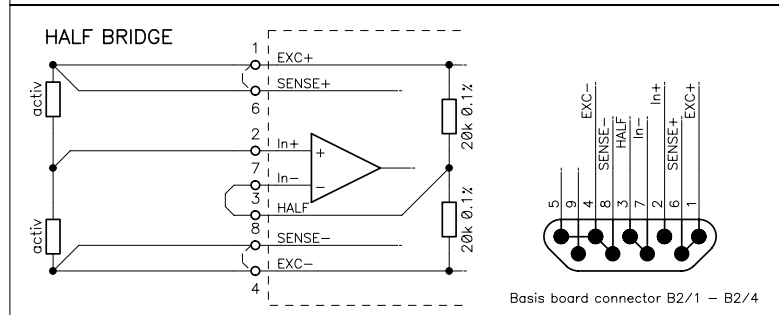 HALF BRIDGE
1
EXC+
SENSE+
6
activ
2
In+
+
7
In-
-
3
HALF
8
SENSE-
activ
EXC-
4
20k 0.1%
20k 0.1%
EXC-
SENSE-
HALF
In-
In+
SENSE+
EXC+
5
9
4
8
3
7
2
6
1
Basis board connector B2/1 - B2/4